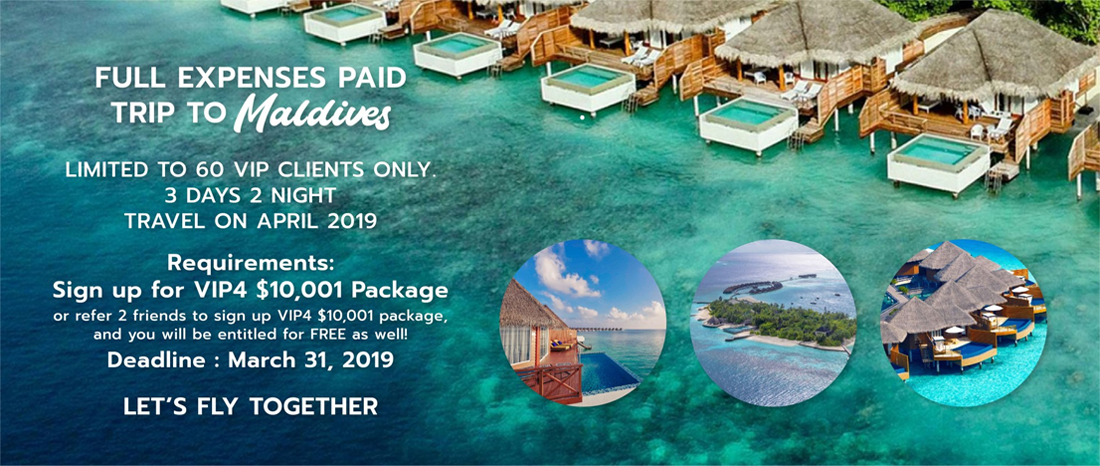 FULL EXPENSES PAID
TRIP TO Maldives
LIMITED TO 60 VIP CLIENTS ONLY.
3 DAYS 2 NIGHT
TRAVEL ON APRIL 2019
Requirements:
Sign up for VIP4 $10,001 Package
or refer 2 friends to sign up VIP4 $10,001 package,
and you will be entitled for FREE as well!
Deadline : March 31, 2019
LET'S FLY TOGETHER